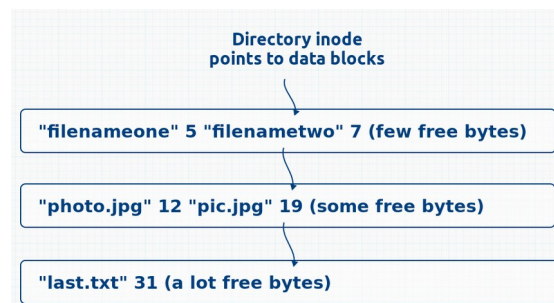 Directory inode
points to data blocks
"filenameone" 5 "filenametwo" 7 (few free bytes)
"photo.jpg" 12 "pic.jpg" 19 (some free bytes)
"last.txt" 31 (a lot free bytes)